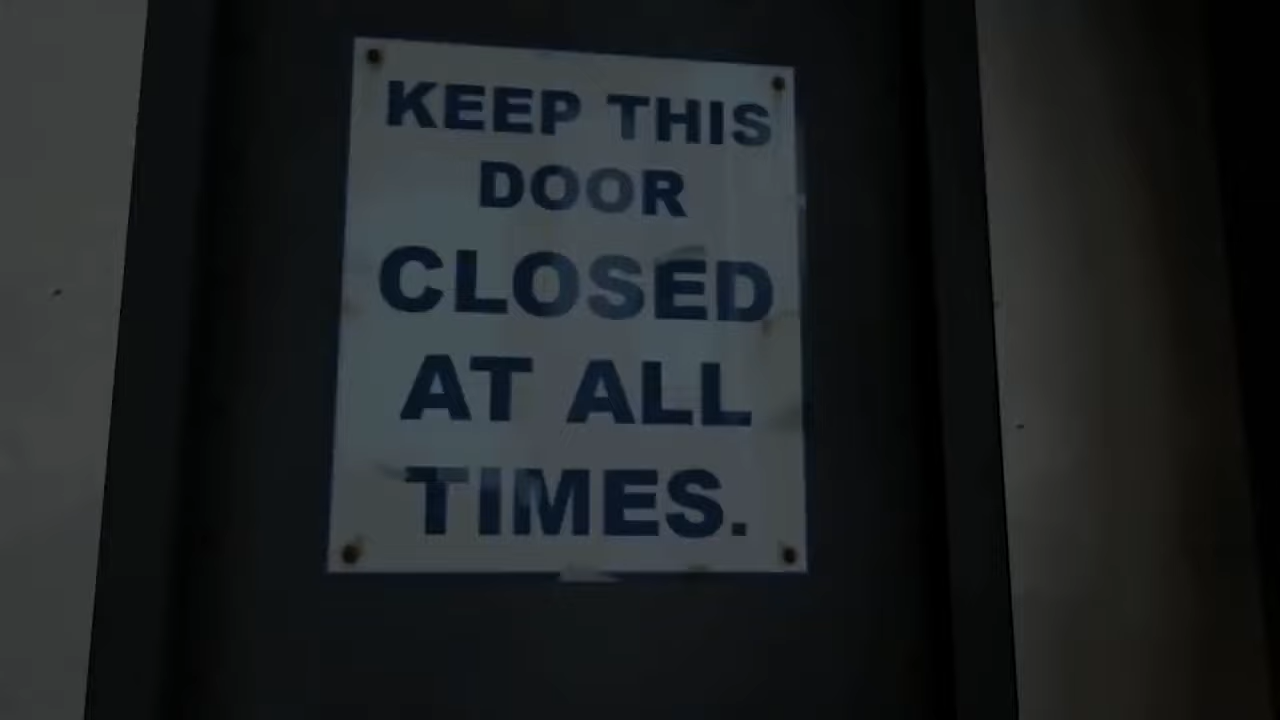 KEEP THIS
DOOR
CLOSED
AT ALL
TIMES.